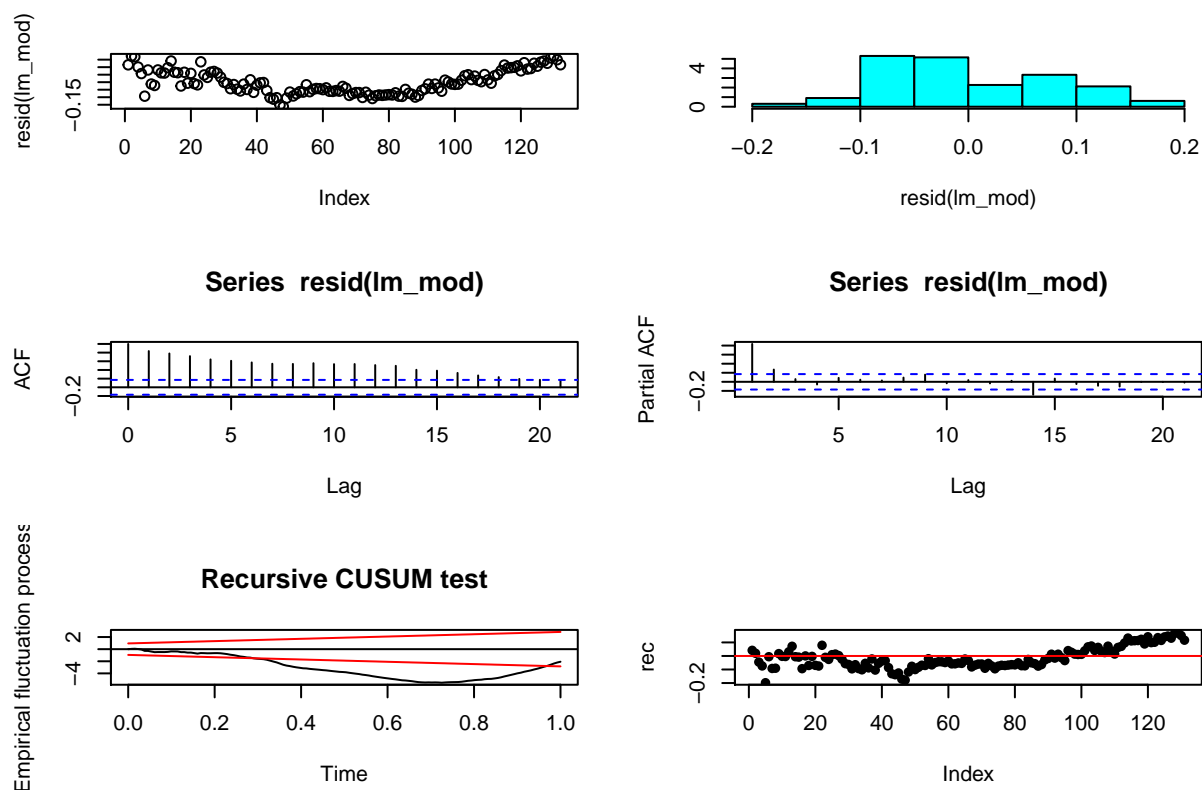 resid(lm_mod)
−0.15
0 20 40 60 80 100 120
Index
4
0
−0.2 −0.1 0.0 0.1 0.2
resid(lm_mod)
Series resid(lm_mod)
ACF
−0.2
0 5 10 15 20
Lag
Series resid(lm_mod)
Partial ACF
−0.2
5 10 15 20
Lag
Recursive CUSUM test
Empirical fluctuation process
2
−4
0.0 0.2 0.4 0.6 0.8 1.0
Time
rec
−0.2
0 20 40 60 80 100 120
Index